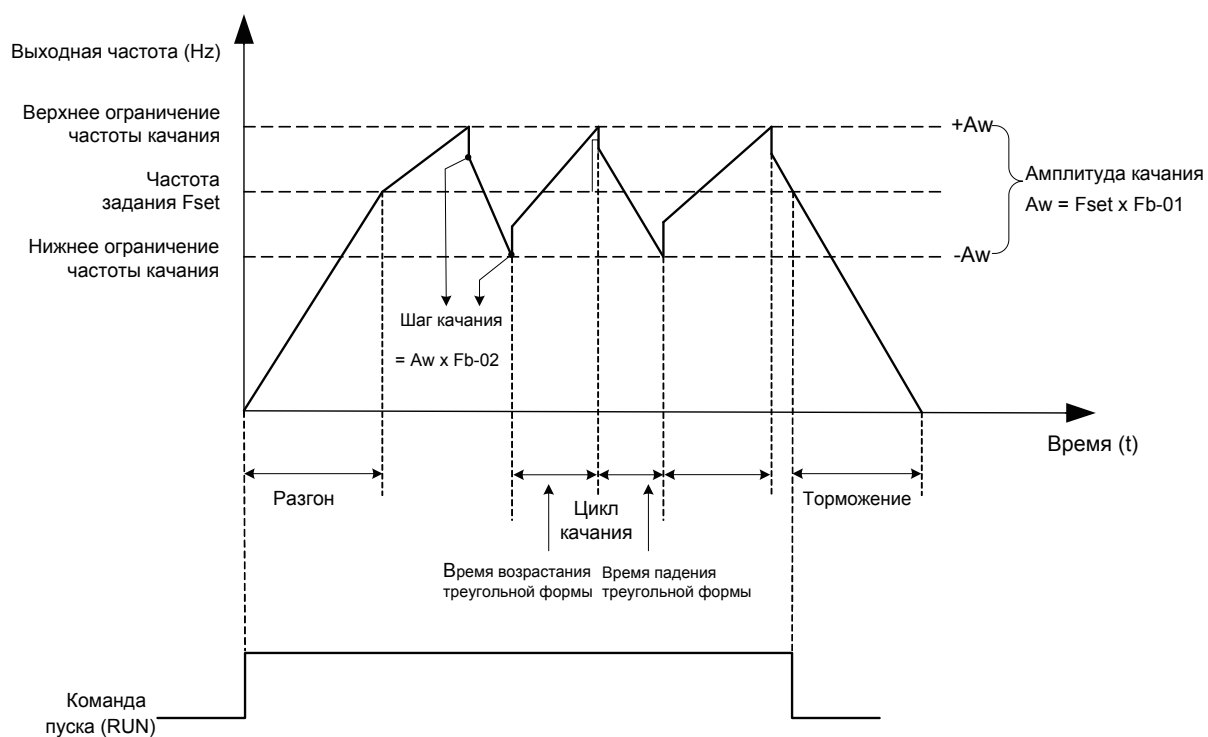 Выходная частота (Hz)
Верхнее ограничение
частоты качания
+Aw
Частота
задания Fset
Амплитуда качания
Aw = Fset x Fb-01
Нижнее ограничение
частоты качания
-Aw
Шаг качания
= Aw x Fb-02
Время (t)
Разгон
Цикл
качания
Торможение
Время возрастания
треугольной формы
Время падения
треугольной формы
Команда
пуска (RUN)